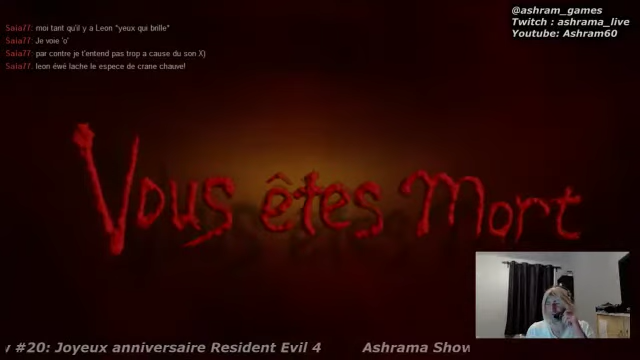 @ashram_games
Twitch : ashrama_live
Youtube: Ashram60
Saia77: moi tant qu'il y a Leon *yeux qui brille*
Saia77: Je voie 'o'
Saia77: par contre je t'entend pas trop a cause du son X)
Saia77: leon éwé lache le espece de crane chauve!
Vous êtes Mort
y #20: Joyeux anniversaire Resident Evil 4
Ashrama Show